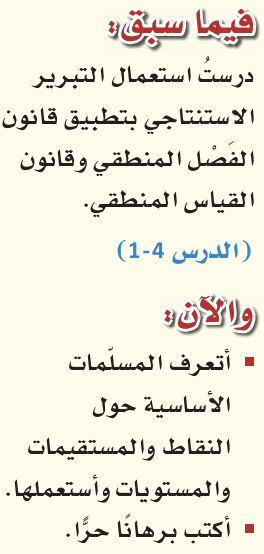 فيما سبق:
درستُ استعمال التبرير
الاستنتاجي بتطبيق قانون
الفَصْل المنطقي وقانون
القياس المنطقي.
(الدرس 4-1)
والآن:
▪ أتعرف المسلّمات
الأساسية حول
النقاط والمستقيمات
والمستويات وأستعملها.
▪ أكتب برهانًا حرًّا.